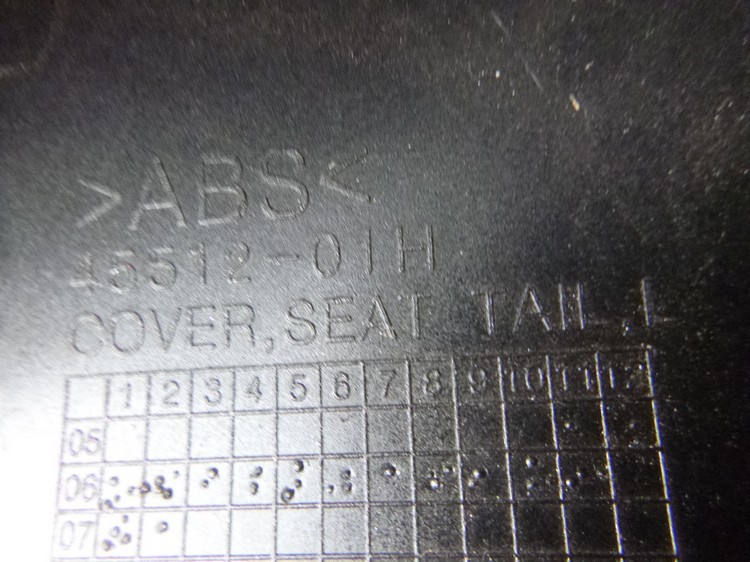 >ABS<
45512-01H
COVER, SEAT TAIL, L
1 2 3 4 5 6 7 8 9 10 11 12
05
06
07